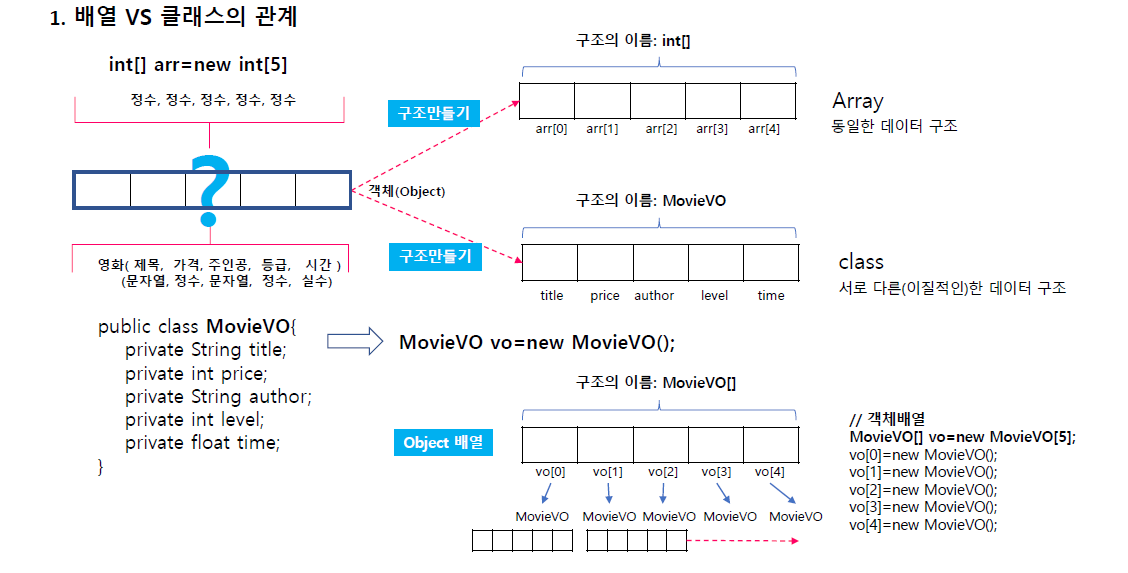 1. 배열 VS 클래스의 관계
int[] arr=new int[5]
정수, 정수, 정수, 정수, 정수
?
영화( 제목, 가격, 주인공, 등급, 시간 )
(문자열, 정수, 문자열, 정수, 실수)
객체(Object)
구조만들기
구조의 이름: int[]
arr[0] arr[1] arr[2] arr[3] arr[4]
Array
동일한 데이터 구조
구조만들기
구조의 이름: MovieVO
title price author level time
class
서로 다른(이질적인)한 데이터 구조
public class MovieVO{
private String title;
private int price;
private String author;
private int level;
private float time;
}
MovieVO vo=new MovieVO();
구조의 이름: MovieVO[]
Object 배열
vo[0] vo[1] vo[2] vo[3] vo[4]
MovieVO MovieVO MovieVO MovieVO MovieVO
// 객체배열
MovieVO[] vo=new MovieVO[5];
vo[0]=new MovieVO();
vo[1]=new MovieVO();
vo[2]=new MovieVO();
vo[3]=new MovieVO();
vo[4]=new MovieVO();